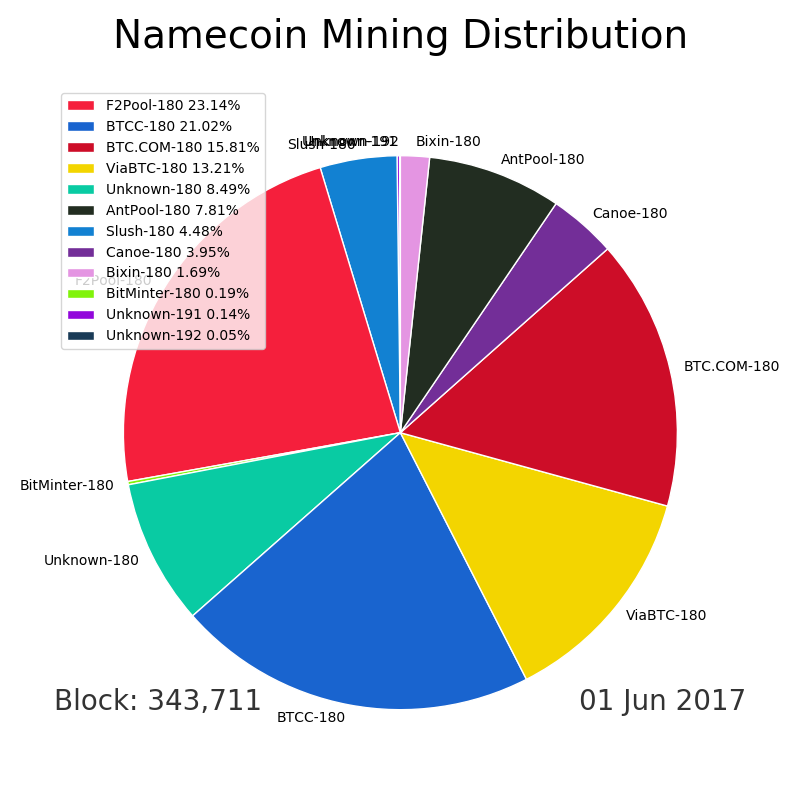 Namecoin Mining Distribution
F2Pool-180 23.14%
BTCC-180 21.02%
BTC.COM-180 15.81%
ViaBTC-180 13.21%
Unknown-180 8.49%
AntPool-180 7.81%
Slush-180 4.48%
Canoe-180 3.95%
Bixin-180 1.69%
BitMinter-180 0.19%
Unknown-191 0.14%
Unknown-192 0.05%
Slush-180
Unknown-191
Unknown-192
Bixin-180
AntPool-180
Canoe-180
F2Pool-180
BTC.COM-180
BitMinter-180
Unknown-180
ViaBTC-180
BTCC-180
Block: 343,711
01 Jun 2017